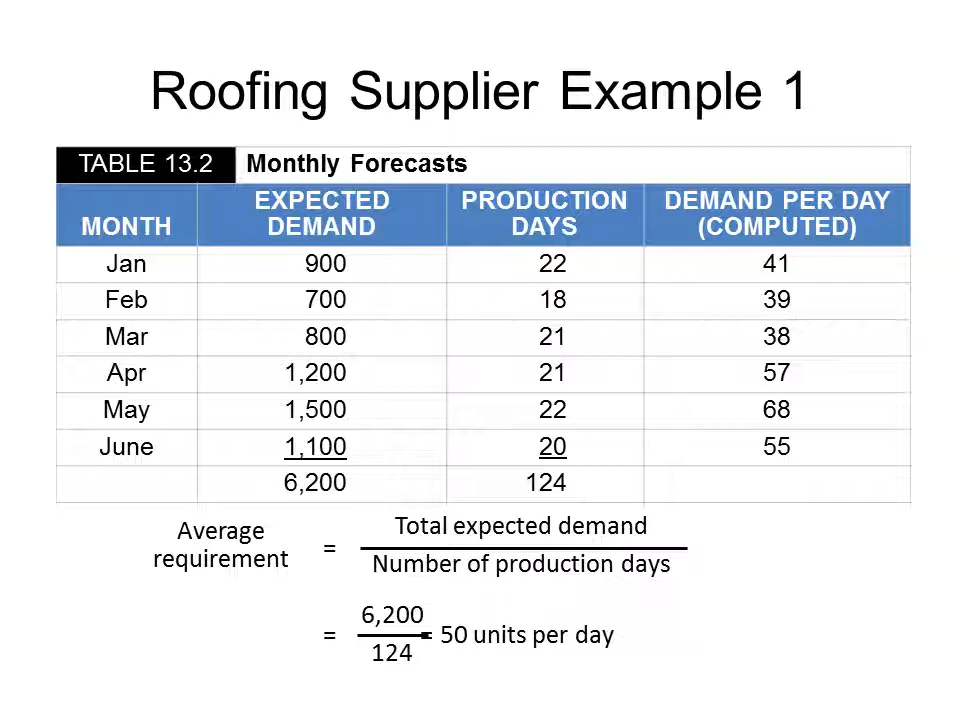 Roofing Supplier Example 1
TABLE 13.2 Monthly Forecasts
MONTH EXPECTED DEMAND PRODUCTION DAYS DEMAND PER DAY (COMPUTED)
Jan 900 22 41
Feb 700 18 39
Mar 800 21 38
Apr 1,200 21 57
May 1,500 22 68
June 1,100 20 55
6,200 124
Average requirement = Total expected demand
Number of production days
= 6,200 = 50 units per day
124